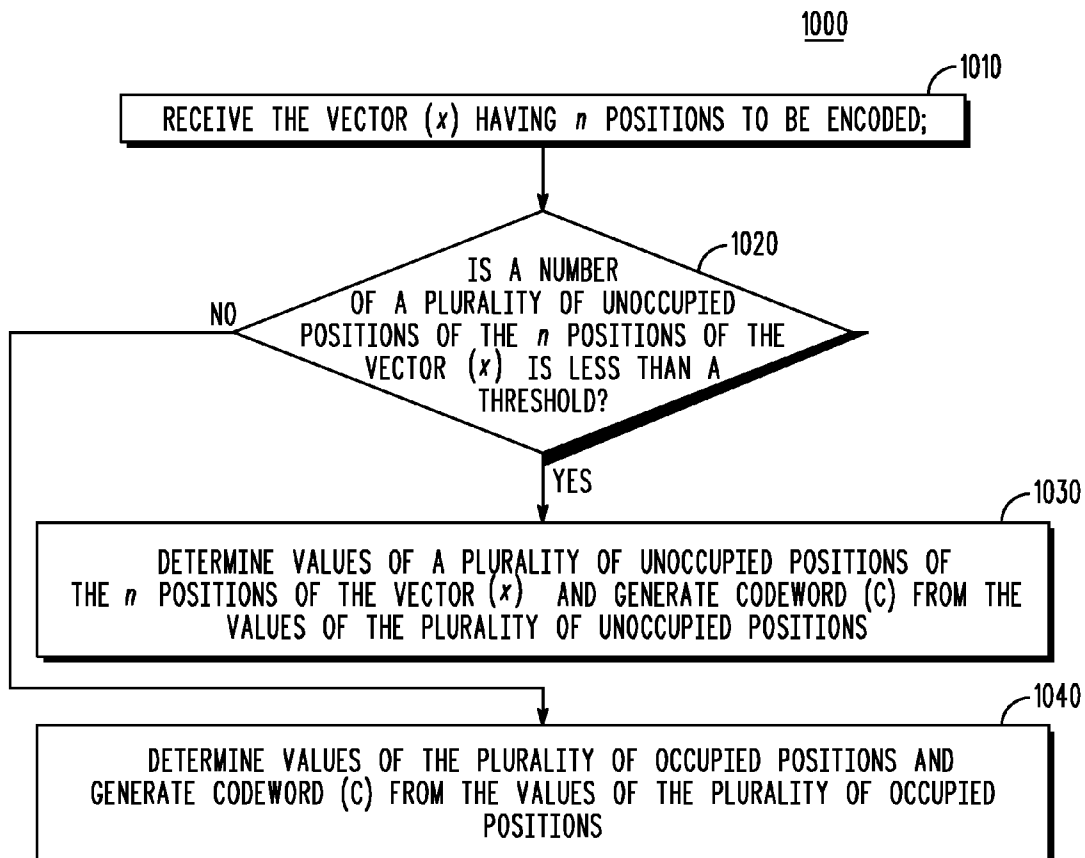 1000
1010
RECEIVE THE VECTOR (x) HAVING n POSITIONS TO BE ENCODED;
1020
IS A NUMBER
OF A PLURALITY OF UNOCCUPIED
POSITIONS OF THE n POSITIONS OF THE
VECTOR (x) IS LESS THAN A
THRESHOLD?
NO
YES
1030
DETERMINE VALUES OF A PLURALITY OF UNOCCUPIED POSITIONS OF
THE n POSITIONS OF THE VECTOR (x) AND GENERATE CODEWORD (C) FROM THE
VALUES OF THE PLURALITY OF UNOCCUPIED POSITIONS
1040
DETERMINE VALUES OF THE PLURALITY OF OCCUPIED POSITIONS AND
GENERATE CODEWORD (C) FROM THE VALUES OF THE PLURALITY OF OCCUPIED
POSITIONS